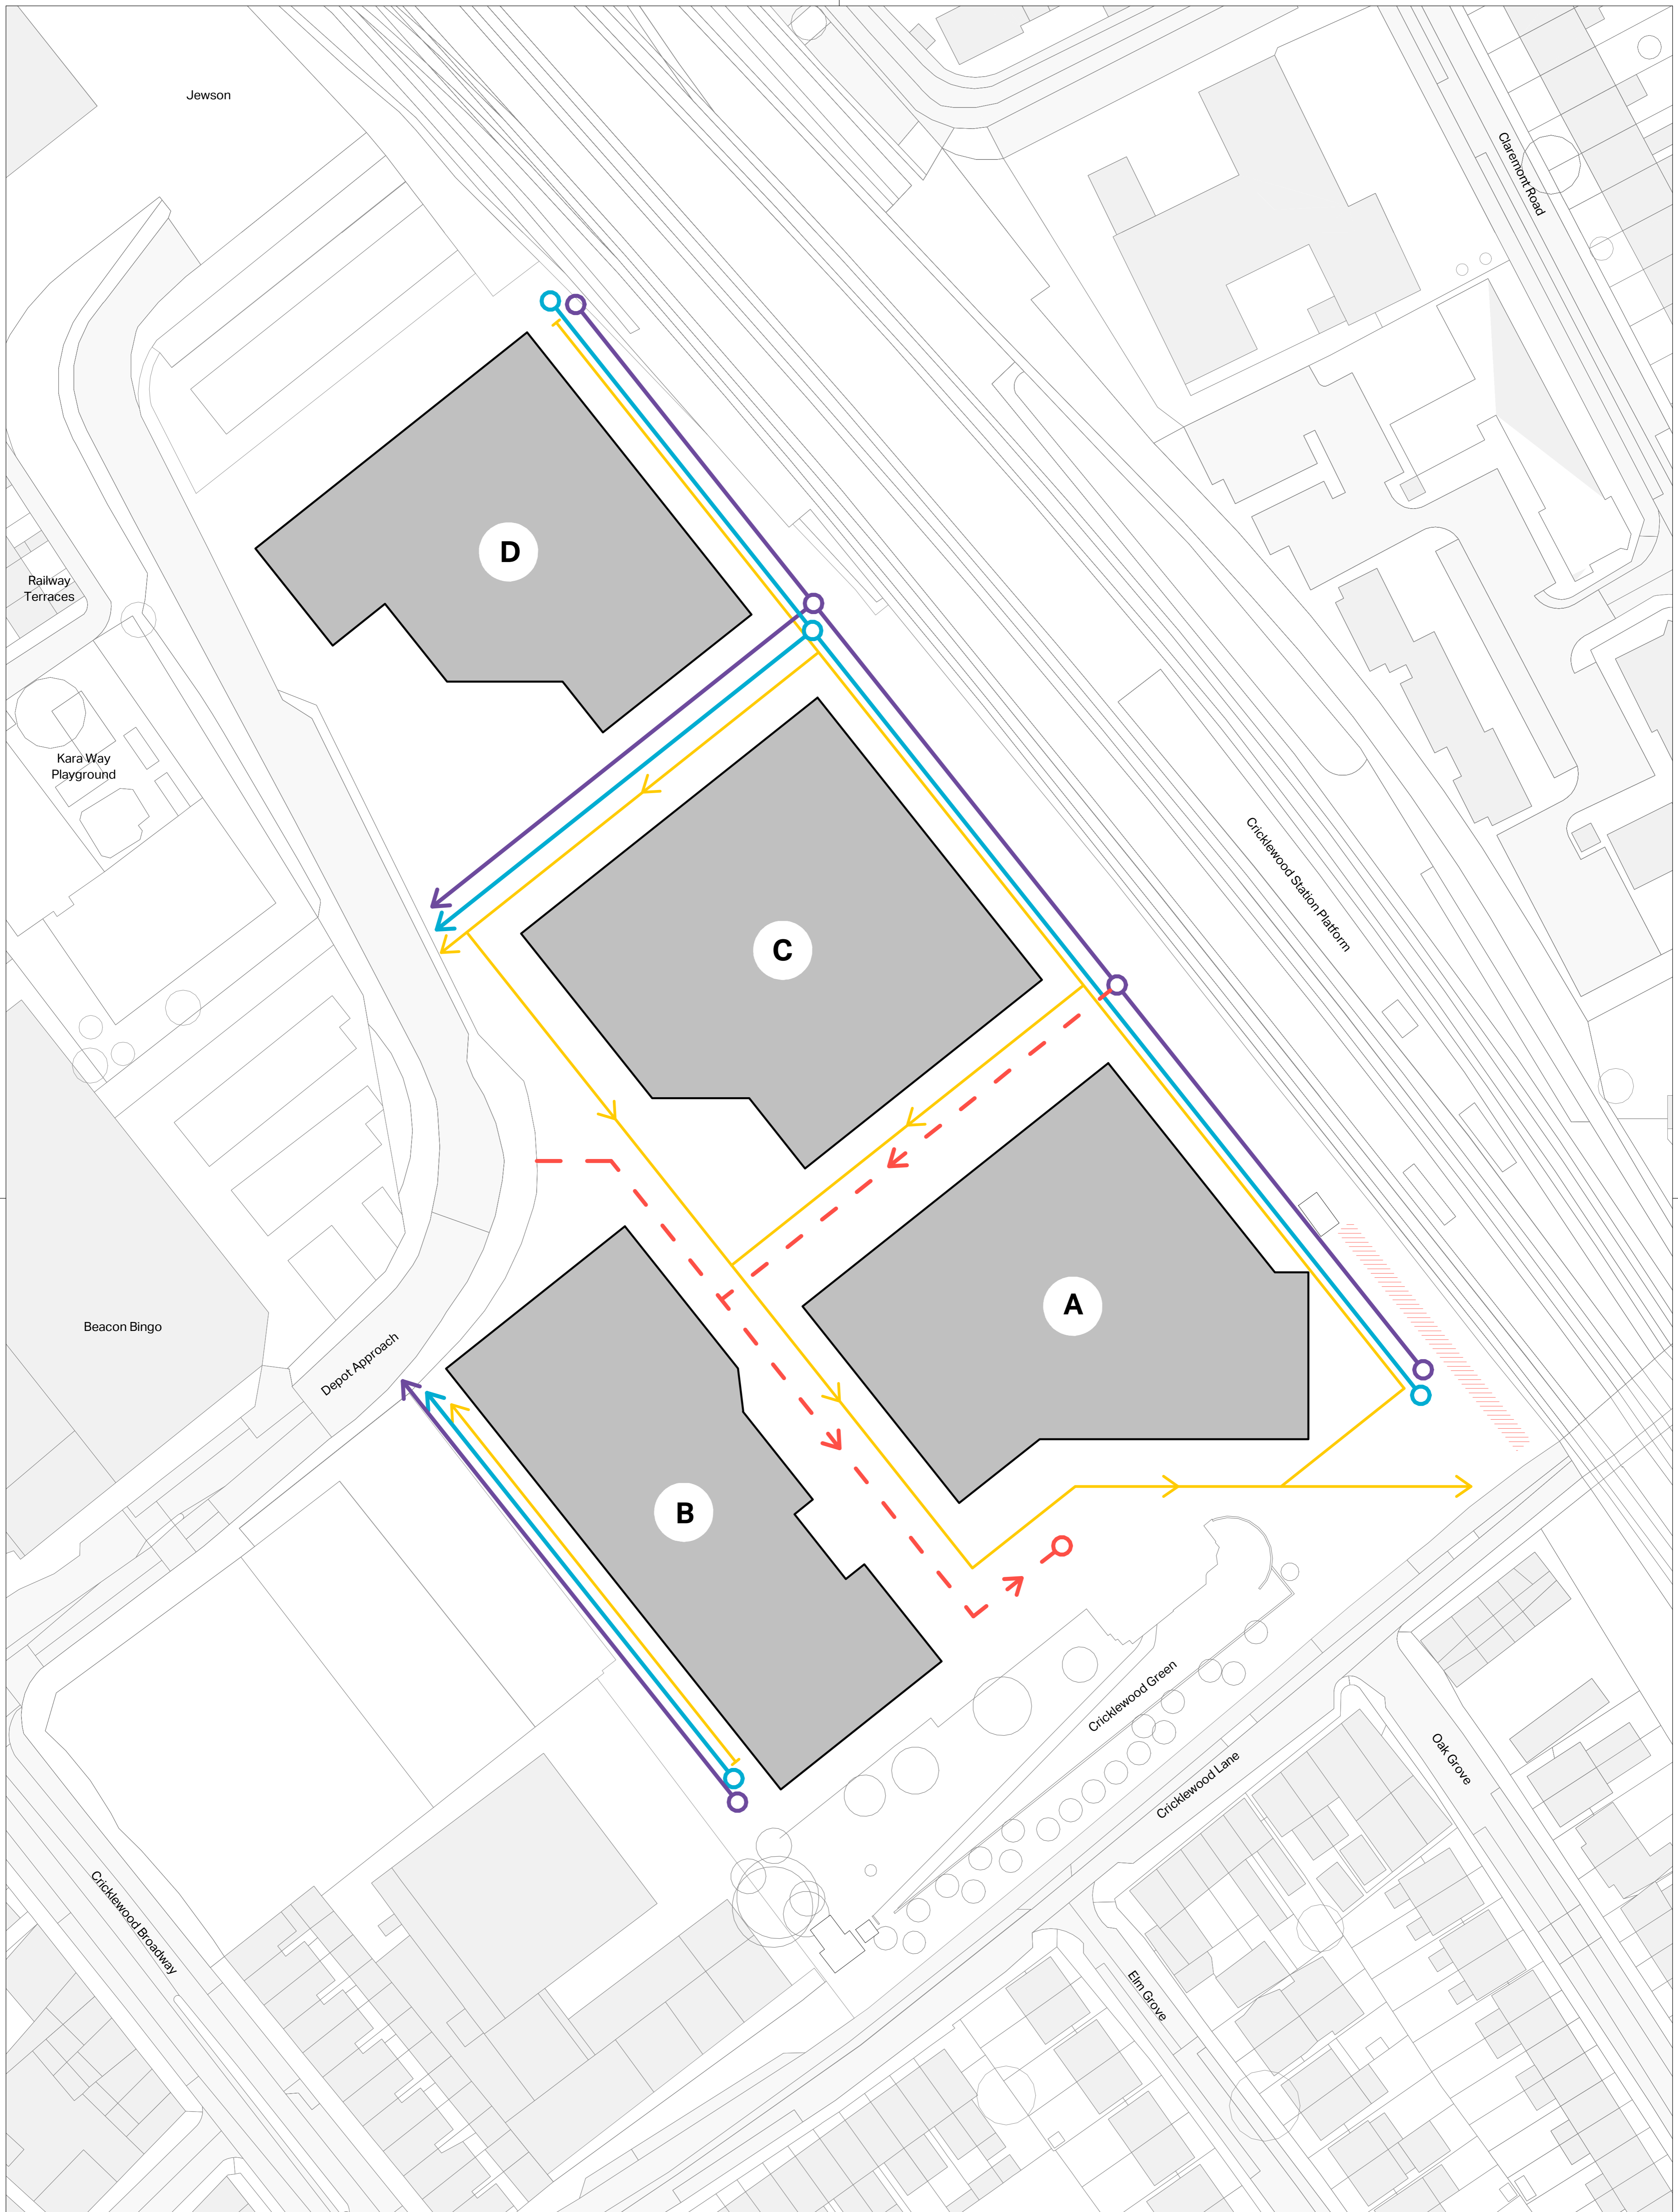 Jewson
Claremont Road
D
Railway
Terraces
Kara Way
Playground
Cricklewood Station Platform
C
A
Beacon Bingo
Depot Approach
B
Cricklewood Green
Cricklewood Lane
Oak Grove
Cricklewood Broadway
Elm Grove